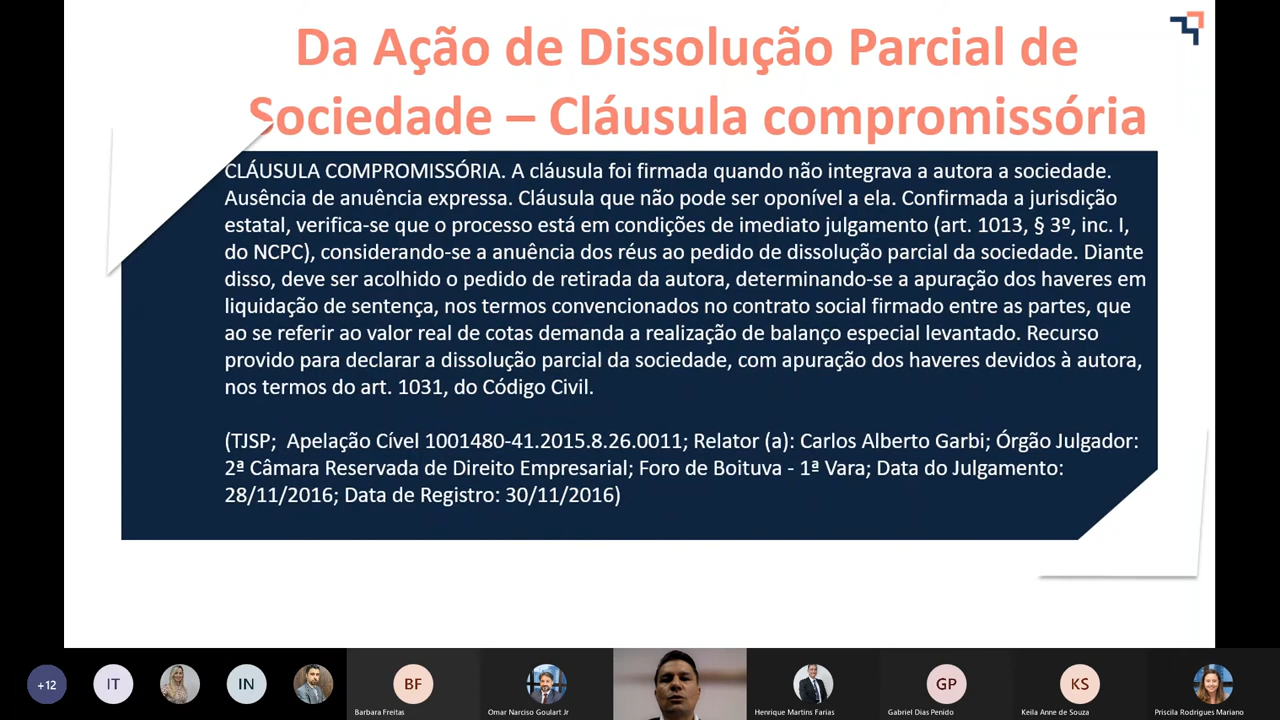 Da Ação de Dissolução Parcial de
Sociedade – Cláusula compromissória
CLÁUSULA COMPROMISSÓRIA. A cláusula foi firmada quando não integrava a autora a sociedade.
Ausência de anuência expressa. Cláusula que não pode ser oponível a ela. Confirmada a jurisdição
estatal, verifica-se que o processo está em condições de imediato julgamento (art. 1013, § 3º, inc. I,
do NCPC), considerando-se a anuência dos réus ao pedido de dissolução parcial da sociedade. Diante
disso, deve ser acolhido o pedido de retirada da autora, determinando-se a apuração dos haveres em
liquidação de sentença, nos termos convencionados no contrato social firmado entre as partes, que
ao se referir ao valor real de cotas demanda a realização de balanço especial levantado. Recurso
provido para declarar a dissolução parcial da sociedade, com apuração dos haveres devidos à autora,
nos termos do art. 1031, do Código Civil.
(TJSP;  Apelação Cível 1001480-41.2015.8.26.0011; Relator (a): Carlos Alberto Garbi; Órgão Julgador:
2ª Câmara Reservada de Direito Empresarial; Foro de Boituva - 1ª Vara; Data do Julgamento:
28/11/2016; Data de Registro: 30/11/2016)
+12
IT
IN
BF
GP
KS
Barbara Freitas
Omar Narciso Goulart Jr
Henrique Martins Farias
Gabriel Dias Penido
Keila Anne de Souza
Priscila Rodrigues Mariano